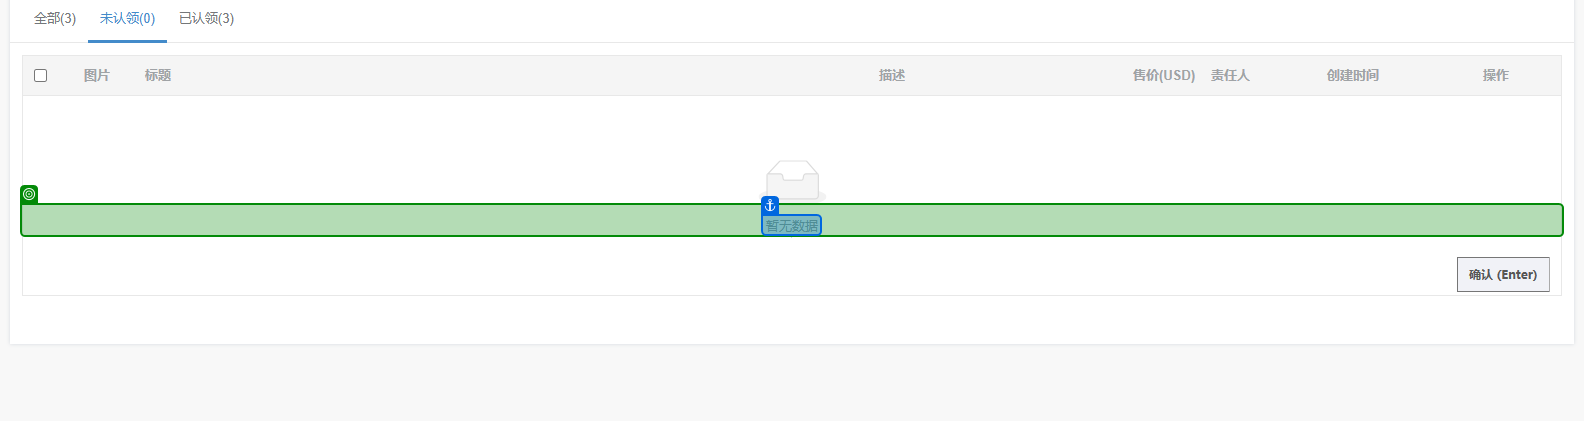 全部(3) 未认领(0) 已认领(3)
图片 标题 描述 售价(USD) 责任人 创建时间 操作
暂无数据
确认 (Enter)